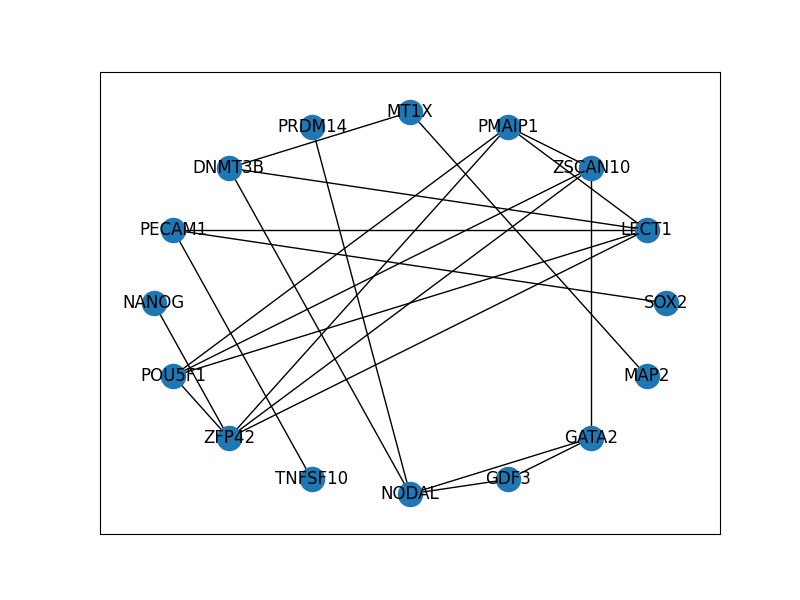 MT1X
PRDM14
PMAIP1
DNMT3B
ZSCAN10
PECAM1
LECT1
NANOG
SOX2
POU5F1
MAP2
ZFP42
GATA2
TNFSF10
GDF3
NODAL